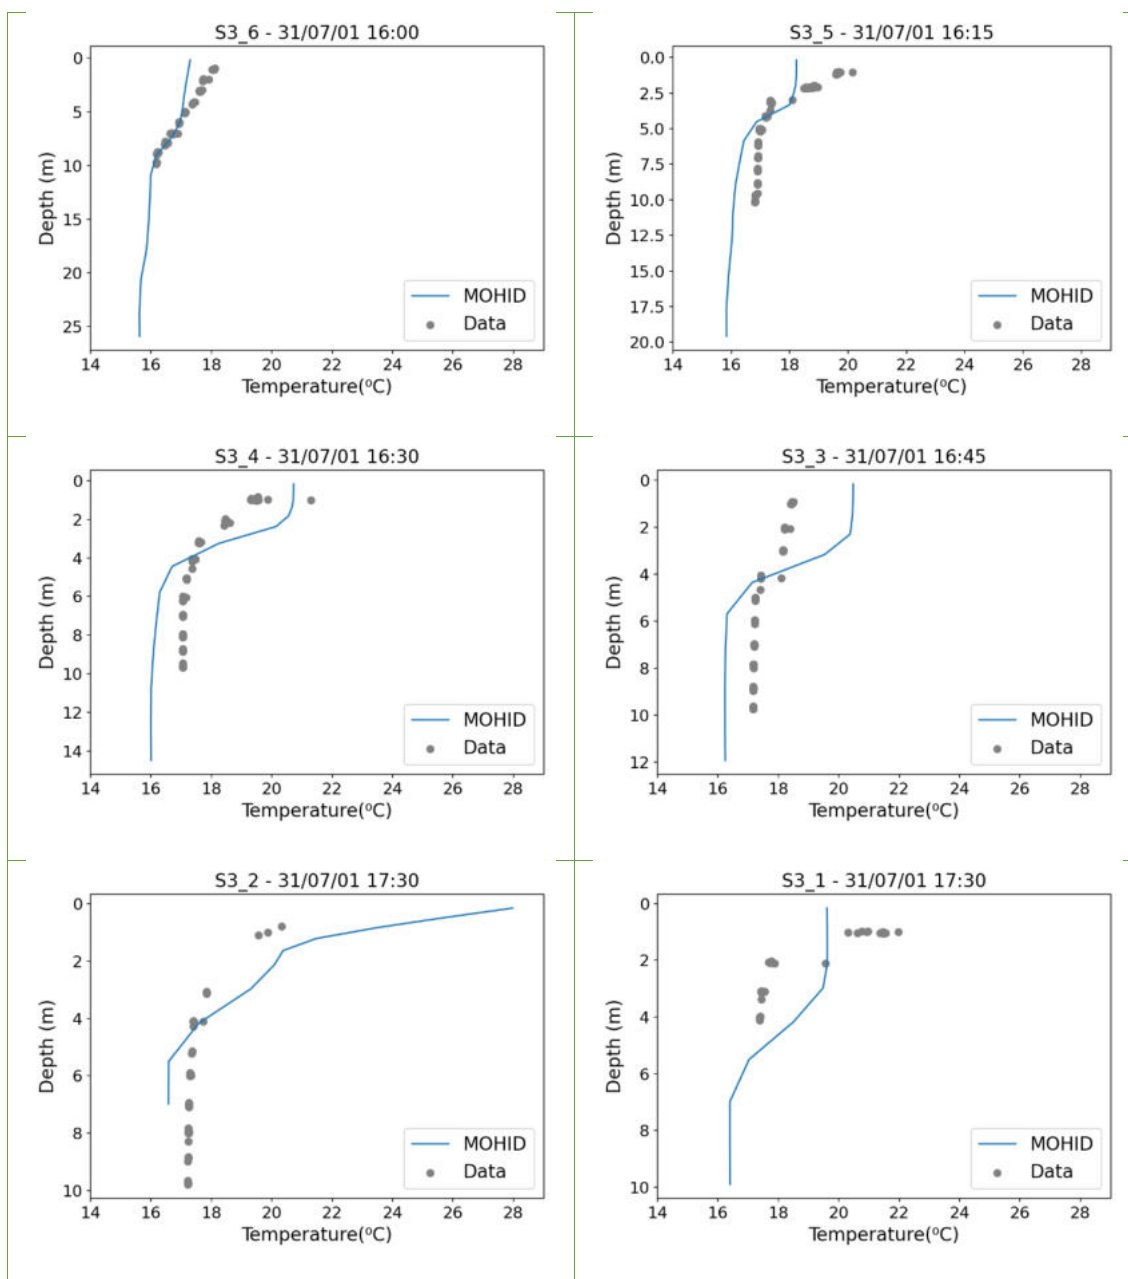 S3_6 - 31/07/01 16:00
0
5
10
15
20
25
Depth (m)
MOHID
Data
14 16 18 20 22 24 26 28
Temperature(ºC)
S3_5 - 31/07/01 16:15
0.0
2.5
5.0
7.5
10.0
12.5
15.0
17.5
20.0
Depth (m)
MOHID
Data
14 16 18 20 22 24 26 28
Temperature(ºC)
S3_4 - 31/07/01 16:30
0
2
4
6
8
10
12
14
Depth (m)
MOHID
Data
14 16 18 20 22 24 26 28
Temperature(ºC)
S3_3 - 31/07/01 16:45
0
2
4
6
8
10
12
Depth (m)
MOHID
Data
14 16 18 20 22 24 26 28
Temperature(ºC)
S3_2 - 31/07/01 17:30
0
2
4
6
8
10
Depth (m)
MOHID
Data
14 16 18 20 22 24 26 28
Temperature(ºC)
S3_1 - 31/07/01 17:30
0
2
4
6
8
10
Depth (m)
MOHID
Data
14 16 18 20 22 24 26 28
Temperature(ºC)